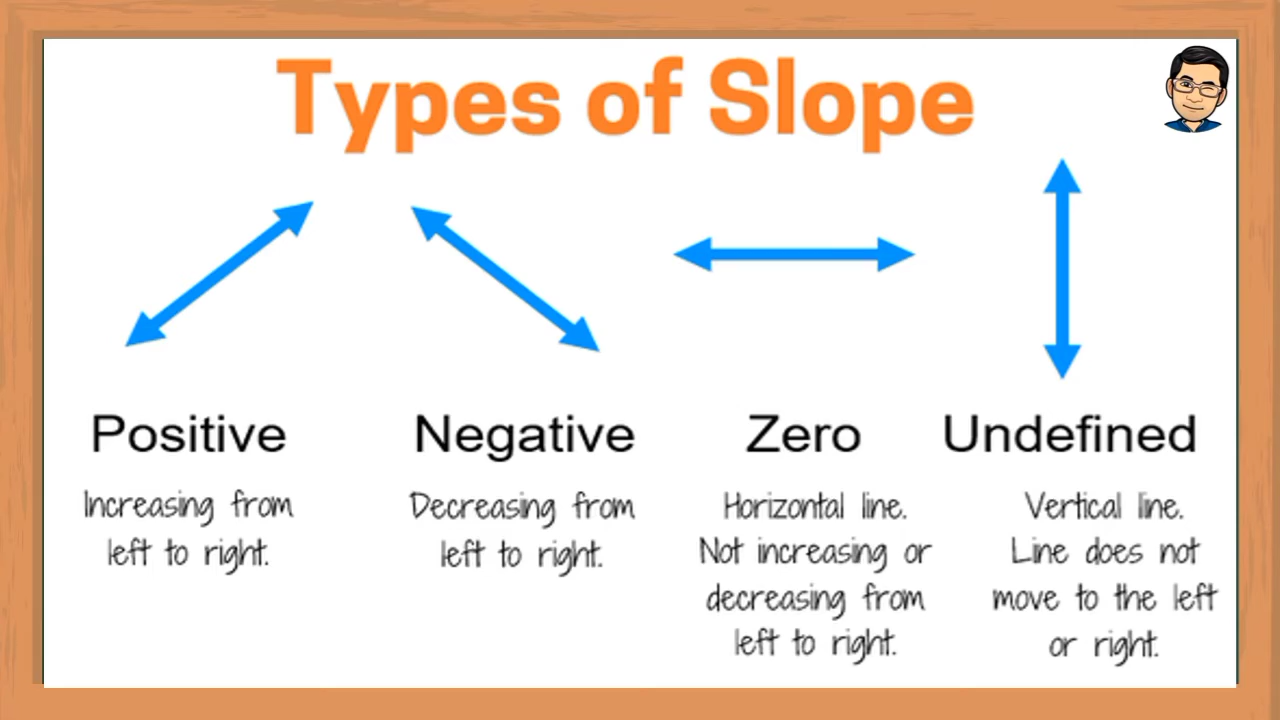 Types of Slope
Positive
Increasing from
left to right.
Negative
Decreasing from
left to right.
Zero
Horizontal line.
Not increasing or
decreasing from
left to right.
Undefined
Vertical line.
Line does not
move to the left
or right.